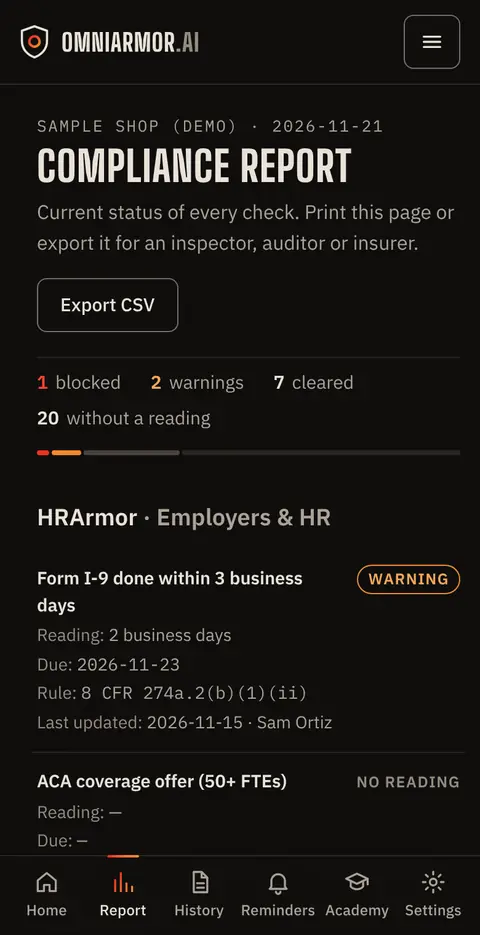 OMNIARMOR.AI
SAMPLE SHOP (DEMO) · 2026-11-21
COMPLIANCE REPORT
Current status of every check. Print this page or
export it for an inspector, auditor or insurer.
Export CSV
1 blocked 2 warnings 7 cleared
20 without a reading
HRArmor · Employers & HR
Form I-9 done within 3 business
days
WARNING
Reading: 2 business days
Due: 2026-11-23
Rule: 8 CFR 274a.2(b)(1)(ii)
Last updated: 2026-11-15 · Sam Ortiz
ACA coverage offer (50+ FTEs) NO READING
Reading: —
Due: —
Home Report History Reminders Academy Settings